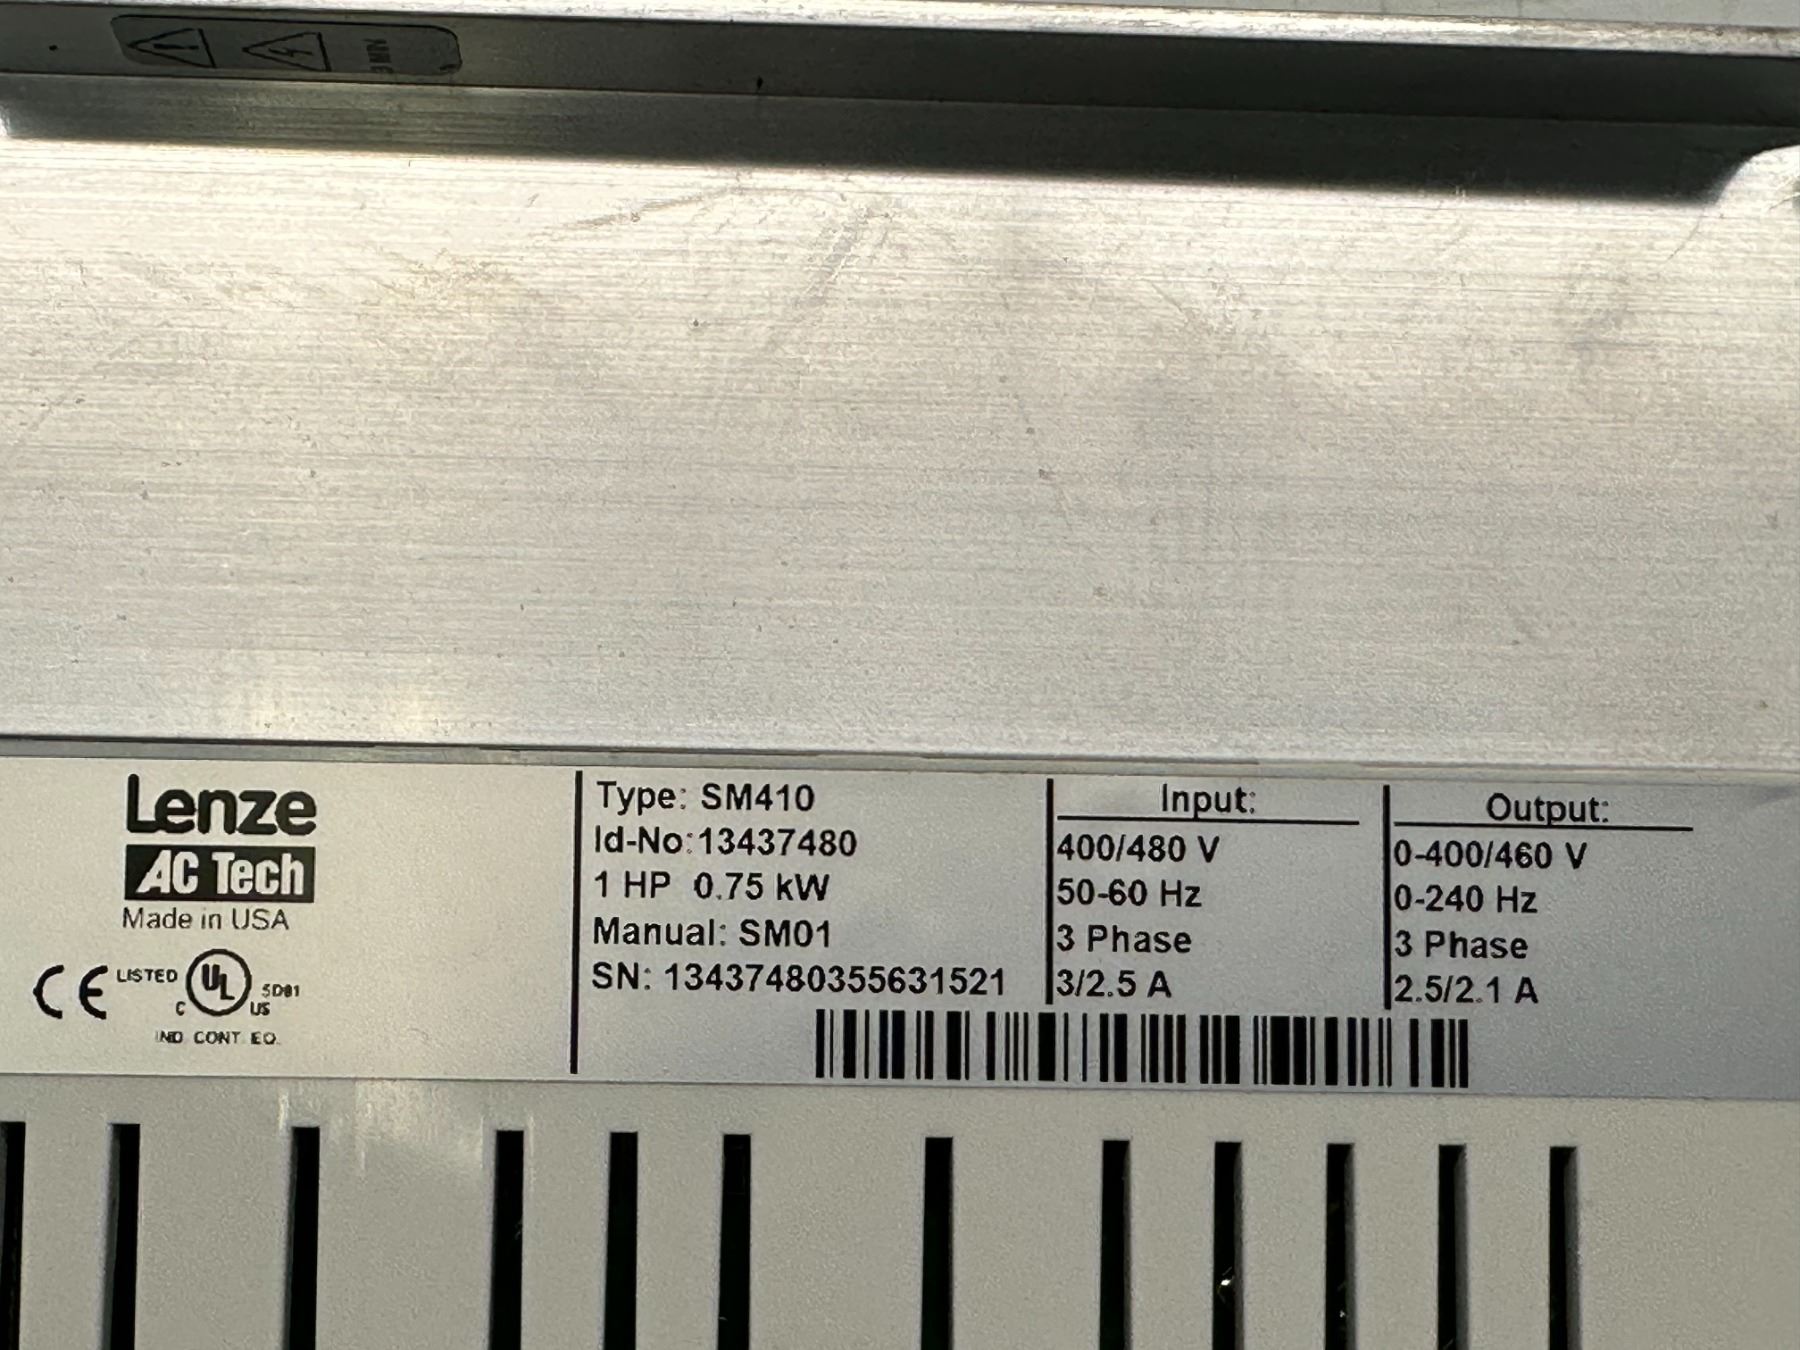 Lenze
AC Tech
Made in USA
CE LISTED C UL US 5D81
IND CONT EQ.
Type: SM410
Id-No:13437480
1 HP 0.75 kW
Manual: SM01
SN: 13437480355631521
Input:
400/480 V
50-60 Hz
3 Phase
3/2.5 A
Output:
0-400/460 V
0-240 Hz
3 Phase
2.5/2.1 A